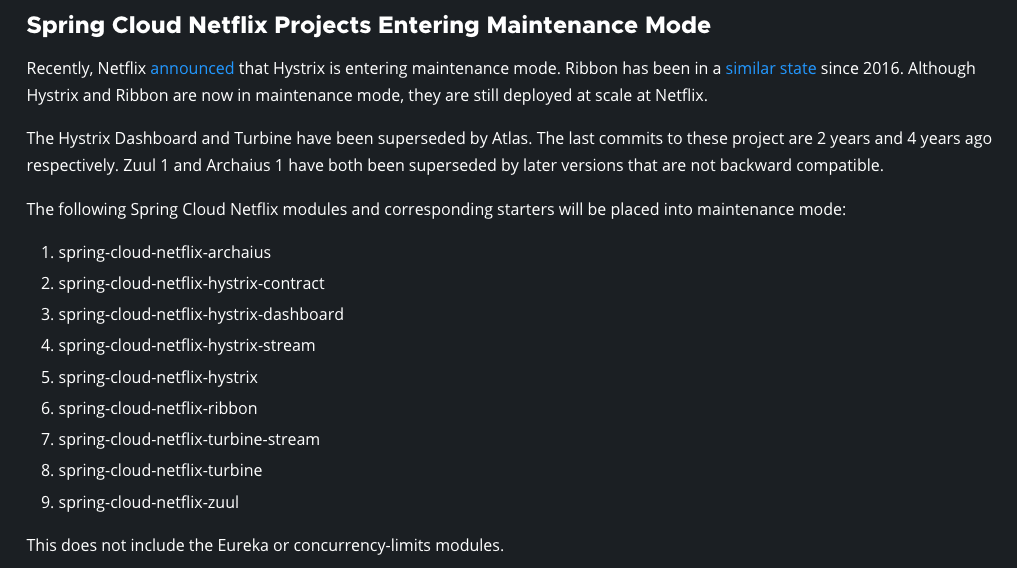 Spring Cloud Netflix Projects Entering Maintenance Mode
Recently, Netflix announced that Hystrix is entering maintenance mode. Ribbon has been in a similar state since 2016. Although
Hystrix and Ribbon are now in maintenance mode, they are still deployed at scale at Netflix.
The Hystrix Dashboard and Turbine have been superseded by Atlas. The last commits to these project are 2 years and 4 years ago
respectively. Zuul 1 and Archaius 1 have both been superseded by later versions that are not backward compatible.
The following Spring Cloud Netflix modules and corresponding starters will be placed into maintenance mode:
1. spring-cloud-netflix-archaius
2. spring-cloud-netflix-hystrix-contract
3. spring-cloud-netflix-hystrix-dashboard
4. spring-cloud-netflix-hystrix-stream
5. spring-cloud-netflix-hystrix
6. spring-cloud-netflix-ribbon
7. spring-cloud-netflix-turbine-stream
8. spring-cloud-netflix-turbine
9. spring-cloud-netflix-zuul
This does not include the Eureka or concurrency-limits modules.